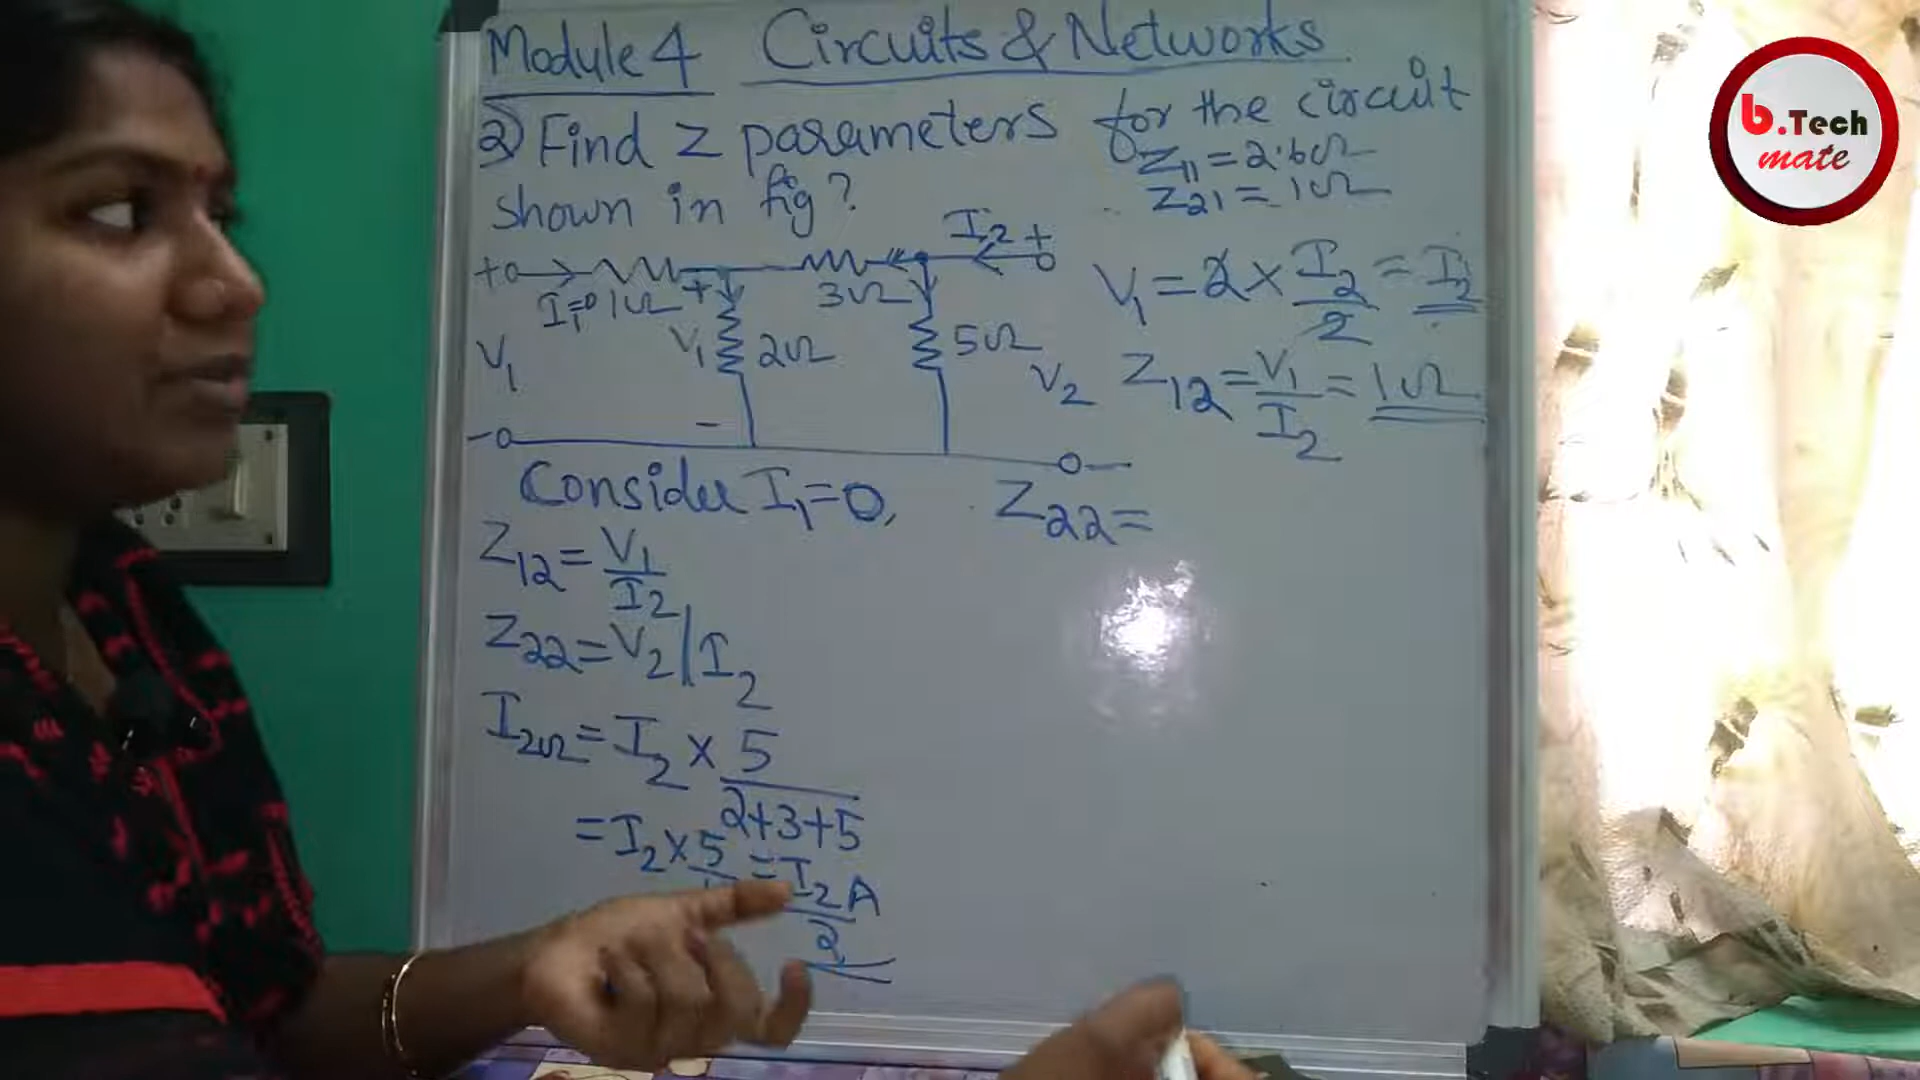 Module 4 Circuits & Networks
2) Find Z parameters for the circuit
shown in fig?
Z11 = 2.6Ω
Z21 = 1Ω
I2 +
+
I1=0 1Ω + 3Ω
V1 V1 2Ω 5Ω V2
- - -
V1 = 2 × I2/2 = I2
Z12 = V1/I2 = 1Ω
Consider I1=0,
Z22=
Z12 = V1/I2
Z22 = V2/I2
I2Ω = I2 × 5/2+3+5
= I2 × 5 = I2/2 A
b.Tech
mate